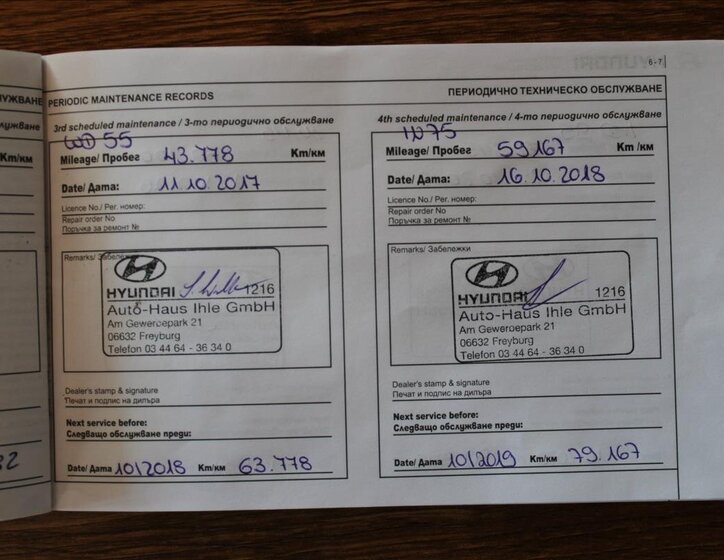 6-7
УЖВАНЕ
PERIODIC MAINTENANCE RECORDS
ПЕРИОДИЧНО ТЕХНИЧЕСКО ОБСЛУЖВАНЕ
лужване
Km/км
3rd scheduled maintenance / 3-то периодично обслужване
55
Mileage/ Пробег 43.778 Km/км
Date/ Дата: 11.10.2017
Licence No./ Рег. номер:
Repair order No
Поръчка за ремонт №
Remarks/ Забележки
HYUNDAI 1216
Auto-Haus Ihle GmbH
Am Gewerbepark 21
06632 Freyburg
Telefon 03 44 64 - 36 34 0
Dealer's stamp & signature
Печат и подпис на дилъра
Next service before:
Следващо обслужване преди:
Date/ Дата 10/2018 Km/км 63.778
4th scheduled maintenance / 4-то периодично обслужване
Mileage/ Пробег 59.167 Km /км
Date/ Дата: 16.10.2018
Licence No./ Рег. номер:
Repair order No
Поръчка за ремонт №
Remarks/ Забележки
HYUNDAI 1216
Auto-Haus Ihle GmbH
Am Gewerbepark 21
06632 Freyburg
Telefon 03 44 64 - 36 34 0
Dealer's stamp & signature
Печат и подпис на дилъра
Next service before:
Следващо обслужване преди:
Date/ Дата 10/2019 Km/км 79.167